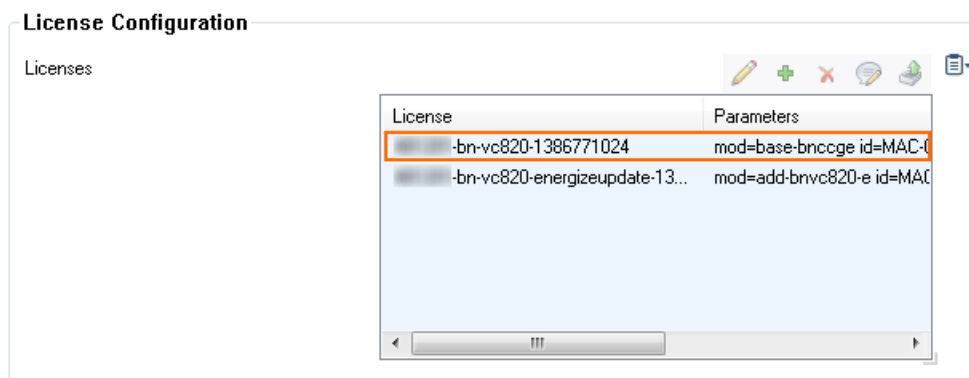 License Configuration
Licenses
License Parameters
-bn-vc820-1386771024 mod=base-bnccge id=MAC-
-bn-vc820-energizeupdate-13... mod=add-bnvc820-e id=MAC